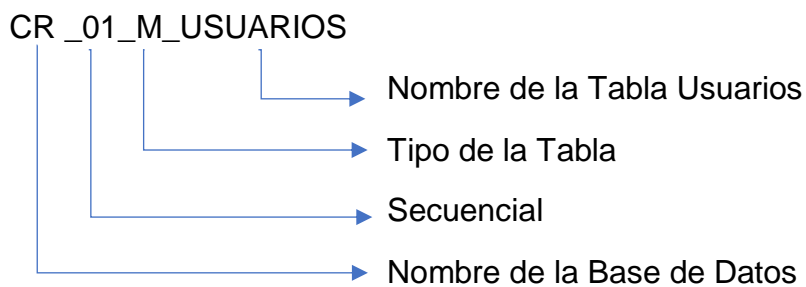 CR _01_M_USUARIOS
Nombre de la Tabla Usuarios
Tipo de la Tabla
Secuencial
Nombre de la Base de Datos